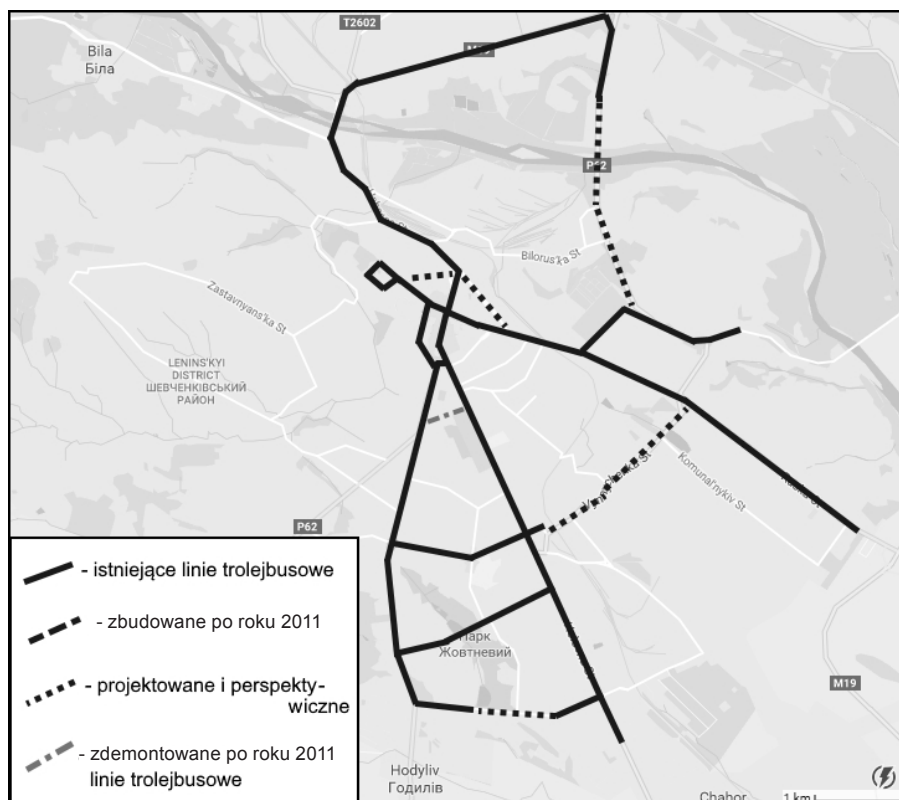 T2602
Bila
Біла
P62
Bilorus'ka St
Zastavnyans'ka St
LENINS'KYI
DISTRICT
ШЕВЧЕНКІВСЬКИЙ
РАЙОН
Komunal'nykiv St
P62
Парк
Жовтневий
M19
Hodyliv
Годилів
Chahor
1 km
- istniejące linie trolejbusowe
- zbudowane po roku 2011
- projektowane i perspekty-
wiczne
- zdemontowane po roku 2011
linie trolejbusowe